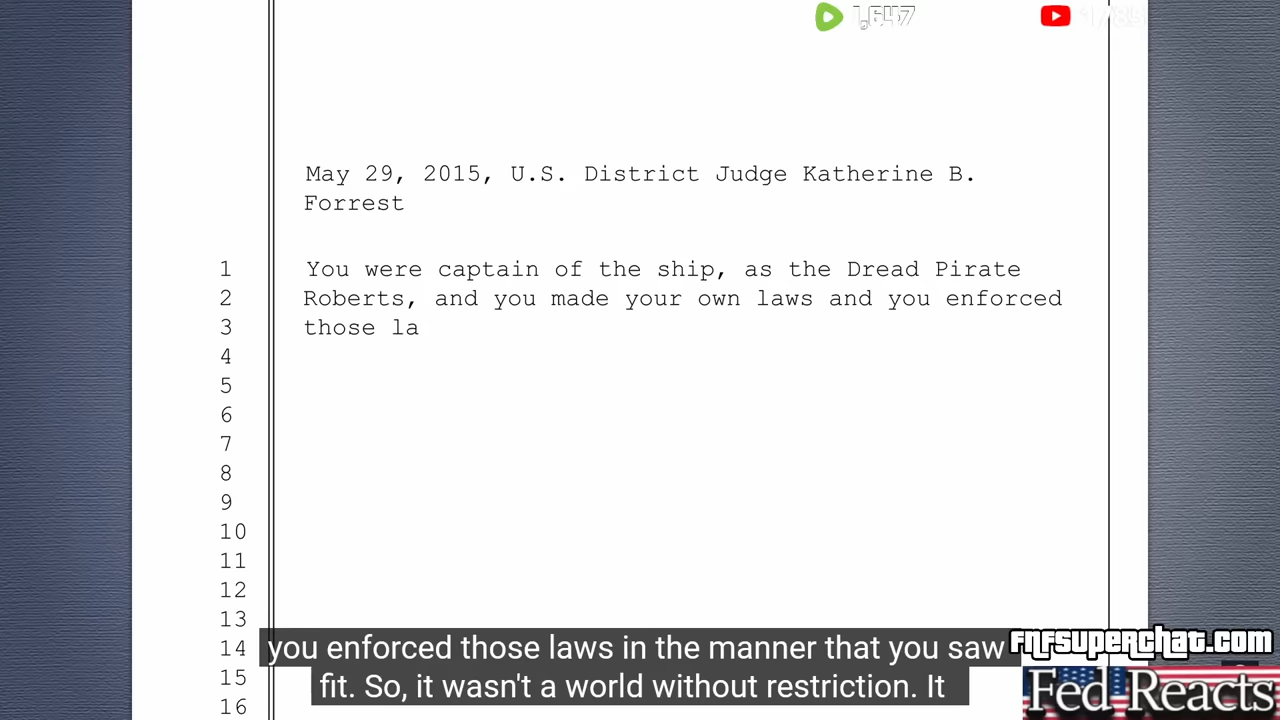 1,647
May 29, 2015, U.S. District Judge Katherine B.
Forrest
1 You were captain of the ship, as the Dread Pirate
2 Roberts, and you made your own laws and you enforced
3 those la
4
5
6
7
8
9
10
11
12
13
14
15
16
you enforced those laws in the manner that you saw
fit. So, it wasn't a world without restriction. It
fnfsuperchat.com
Fed Reacts